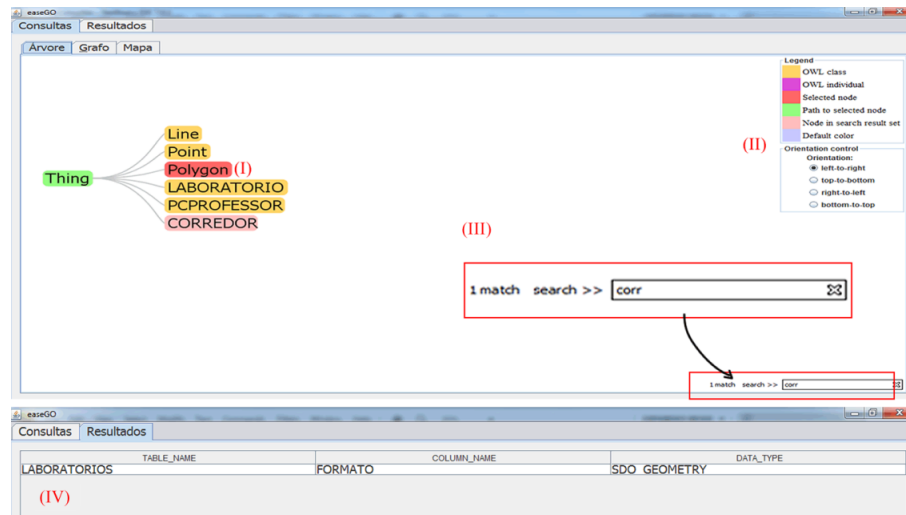 easeGO
Consultas Resultados
Árvore Grafo Mapa
Legend
OWL class
OWL individual
Selected node
Path to selected node
Node in search result set
Default color
(II)
Orientation control
Orientation:
left-to-right
top-to-bottom
right-to-left
bottom-to-top
Thing
Line
Point
Polygon (I)
LABORATORIO
PCPROFESSOR
CORREDOR
(III)
1 match search >> corr
1 match search >> corr
easeGO
Consultas Resultados
TABLE_NAME COLUMN_NAME DATA_TYPE
LABORATORIOS FORMATO SDO_GEOMETRY
(IV)